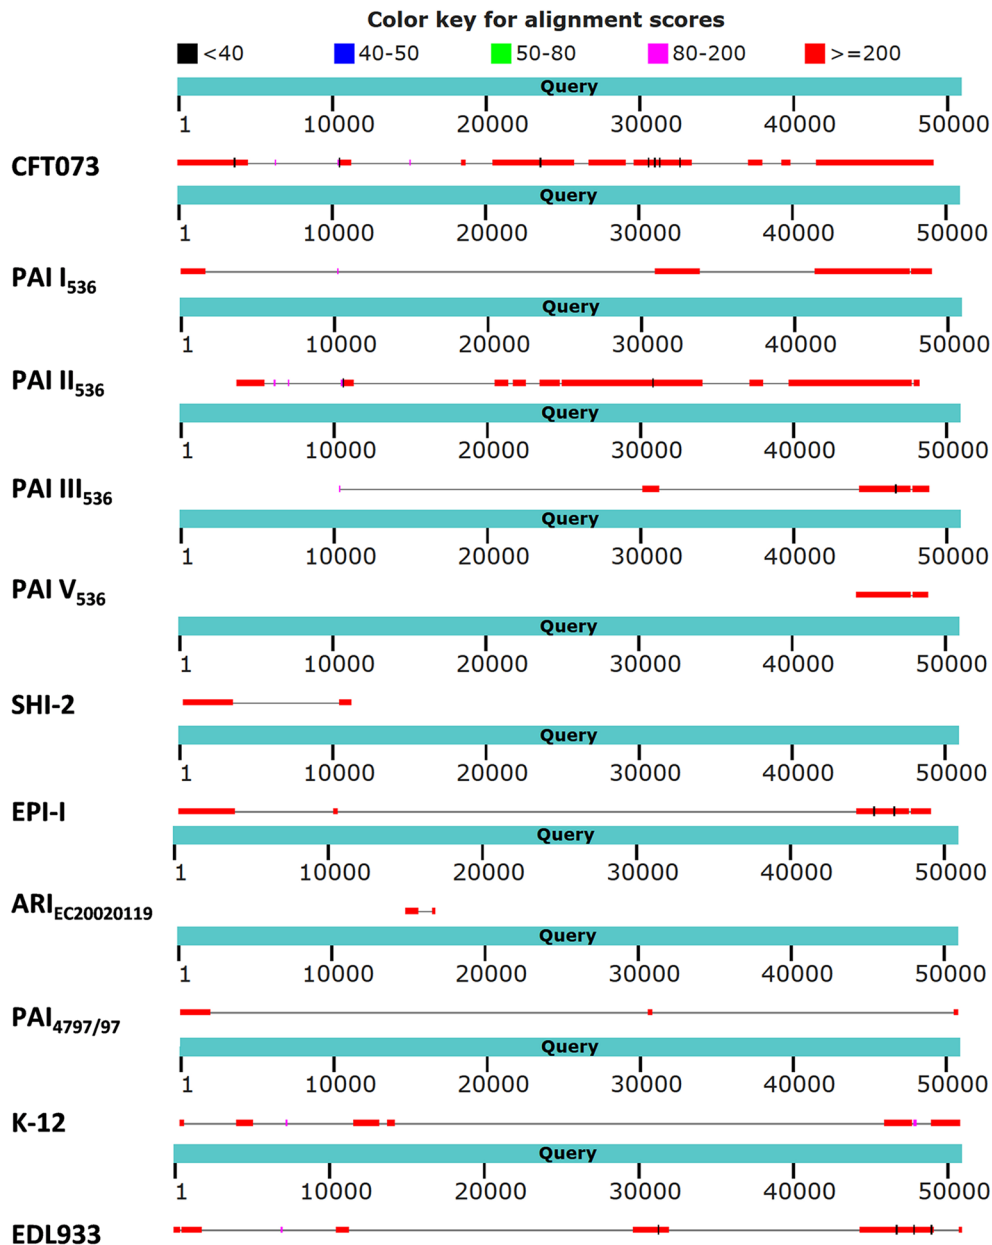 Color key for alignment scores
<40 40-50 50-80 80-200 >=200
Query
1 10000 20000 30000 40000 50000
CFT073
Query
1 10000 20000 30000 40000 50000
PAI I536
Query
1 10000 20000 30000 40000 50000
PAI II536
Query
1 10000 20000 30000 40000 50000
PAI III536
Query
1 10000 20000 30000 40000 50000
PAI V536
Query
1 10000 20000 30000 40000 50000
SHI-2
Query
1 10000 20000 30000 40000 50000
EPI-I
Query
1 10000 20000 30000 40000 50000
ARIEC20020119
Query
1 10000 20000 30000 40000 50000
PAI4797/97
Query
1 10000 20000 30000 40000 50000
K-12
Query
1 10000 20000 30000 40000 50000
EDL933